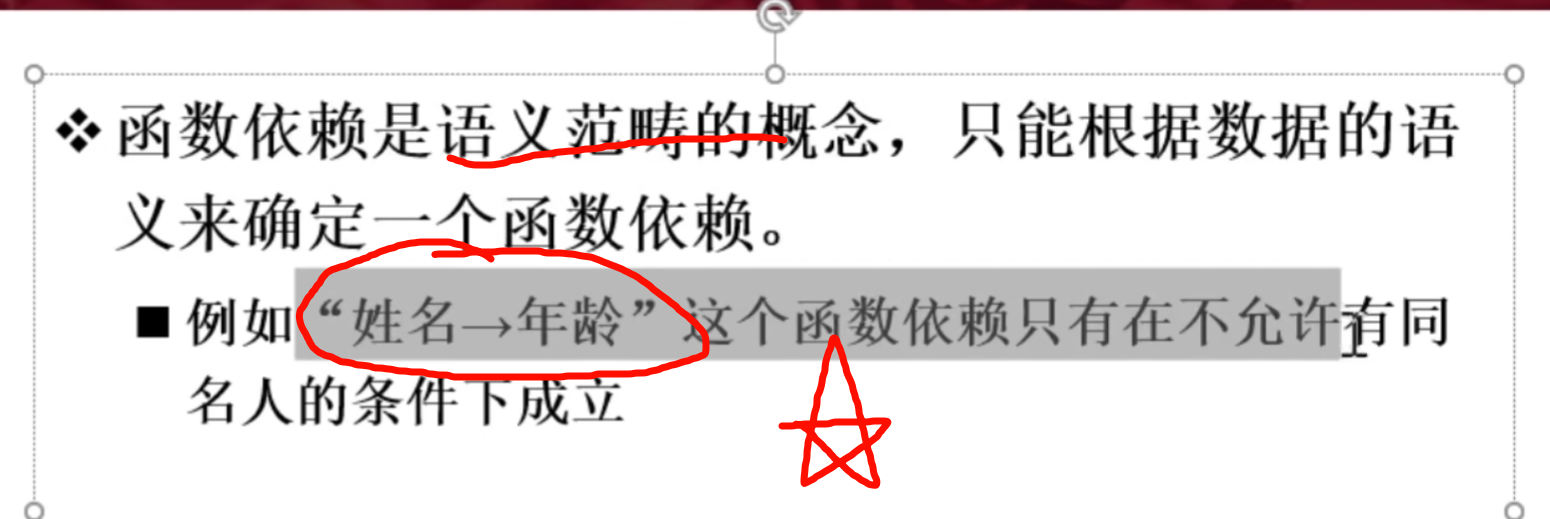 ❖函数依赖是语义范畴的概念，只能根据数据的语
义来确定一个函数依赖。
■例如“姓名→年龄”这个函数依赖只有在不允许有同
名人的条件下成立